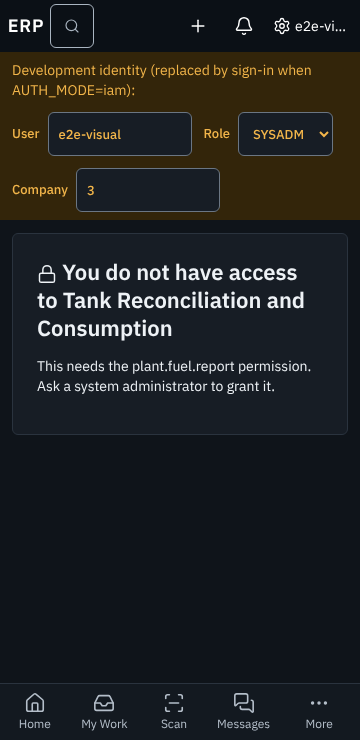 ERP
e2e-vi...
Development identity (replaced by sign-in when
AUTH_MODE=iam):
User e2e-visual Role SYSADM
Company 3
You do not have access
to Tank Reconciliation and
Consumption
This needs the plant.fuel.report permission.
Ask a system administrator to grant it.
Home My Work Scan Messages More